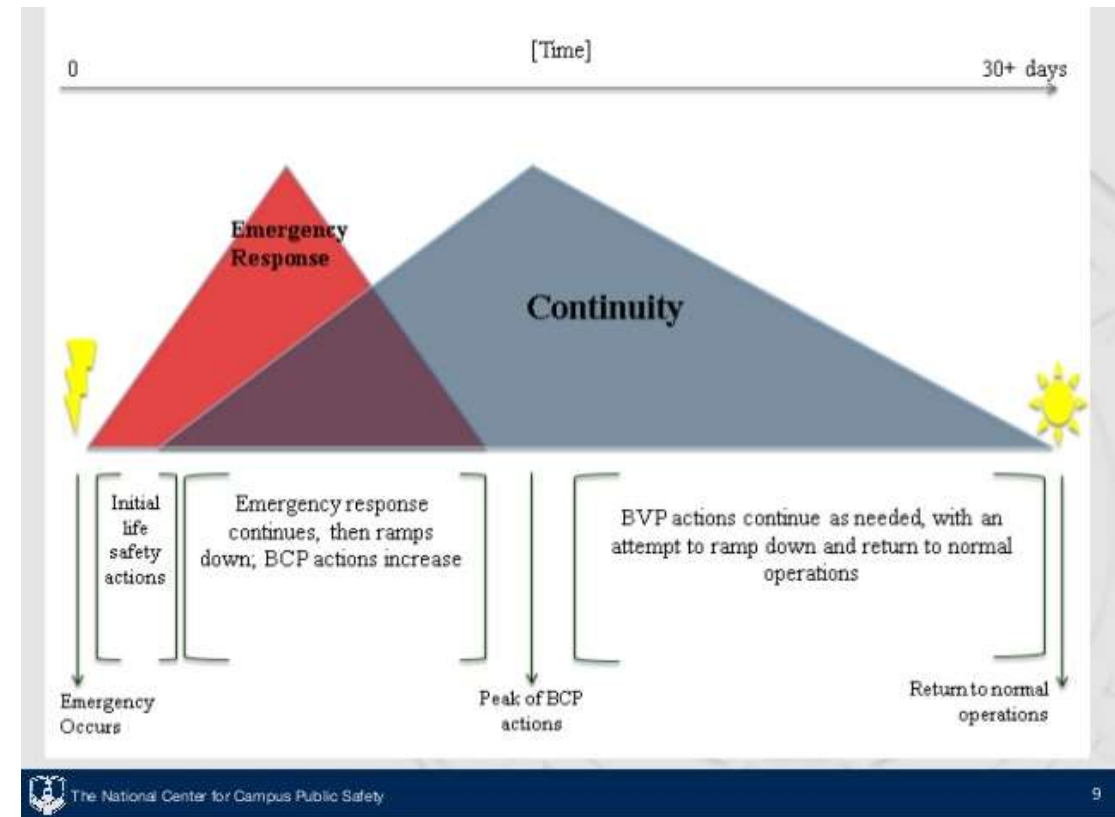 [Time]
0
30+ days
Emergency
Response
Continuity
Initial
life
safety
actions
Emergency response
continues, then ramps
down; BCP actions increase
BVP actions continue as needed, with an
attempt to ramp down and return to normal
operations
Emergency
Occurs
Peak of BCP
actions
Return to normal
operations
The National Center for Campus Public Safety
9